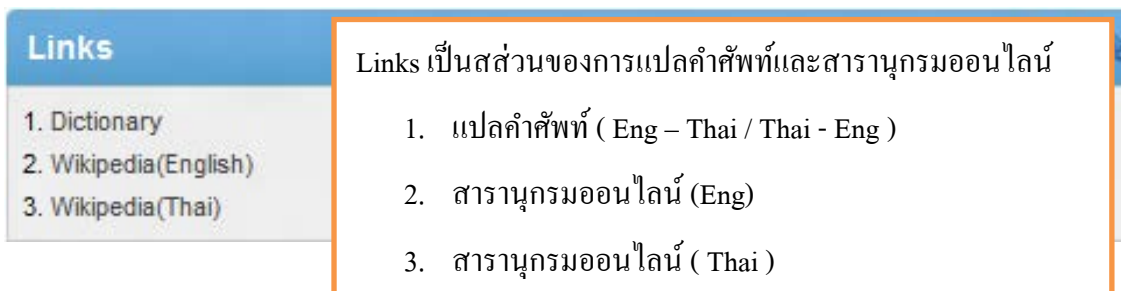 Links
1. Dictionary
2. Wikipedia(English)
3. Wikipedia(Thai)
Links เป็นสส่วนของการแปลคำศัพท์และสารานุกรมออนไลน์
1. แปลคำศัพท์ ( Eng – Thai / Thai - Eng )
2. สารานุกรมออนไลน์ (Eng)
3. สารานุกรมออนไลน์ ( Thai )